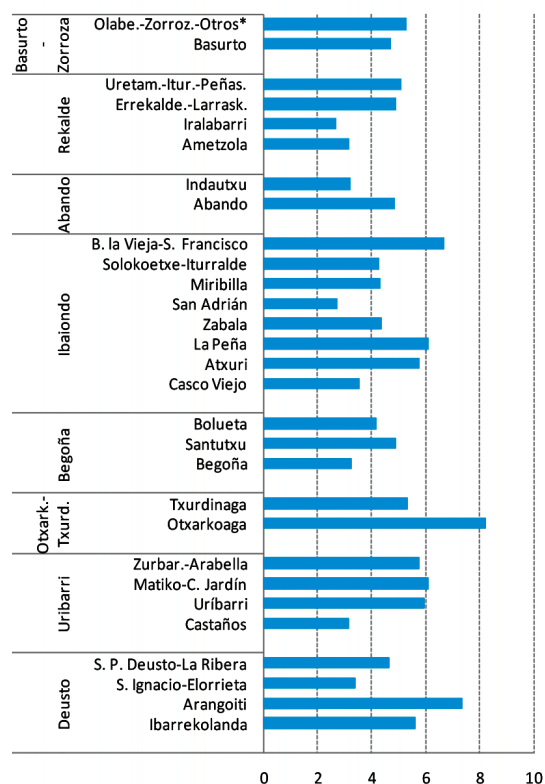 Basurto
-
Zorroza
Olabe.-Zorroz.-Otros*
Basurto
Rekalde
Uretam.-Itur.-Peñas.
Errekalde.-Larrask.
Iralabarri
Ametzola
Abando
Indautxu
Abando
Ibaiondo
B. la Vieja-S. Francisco
Solokoetxe-Iturralde
Miribilla
San Adrián
Zabala
La Peña
Atxuri
Casco Viejo
Begoña
Bolueta
Santutxu
Begoña
Otxark.-
Txurd.
Txurdinaga
Otxarkoaga
Uribarri
Zurbar.-Arabella
Matiko-C. Jardín
Uríbarri
Castaños
Deusto
S. P. Deusto-La Ribera
S. Ignacio-Elorrieta
Arangoiti
Ibarrekolanda
0 2 4 6 8 10